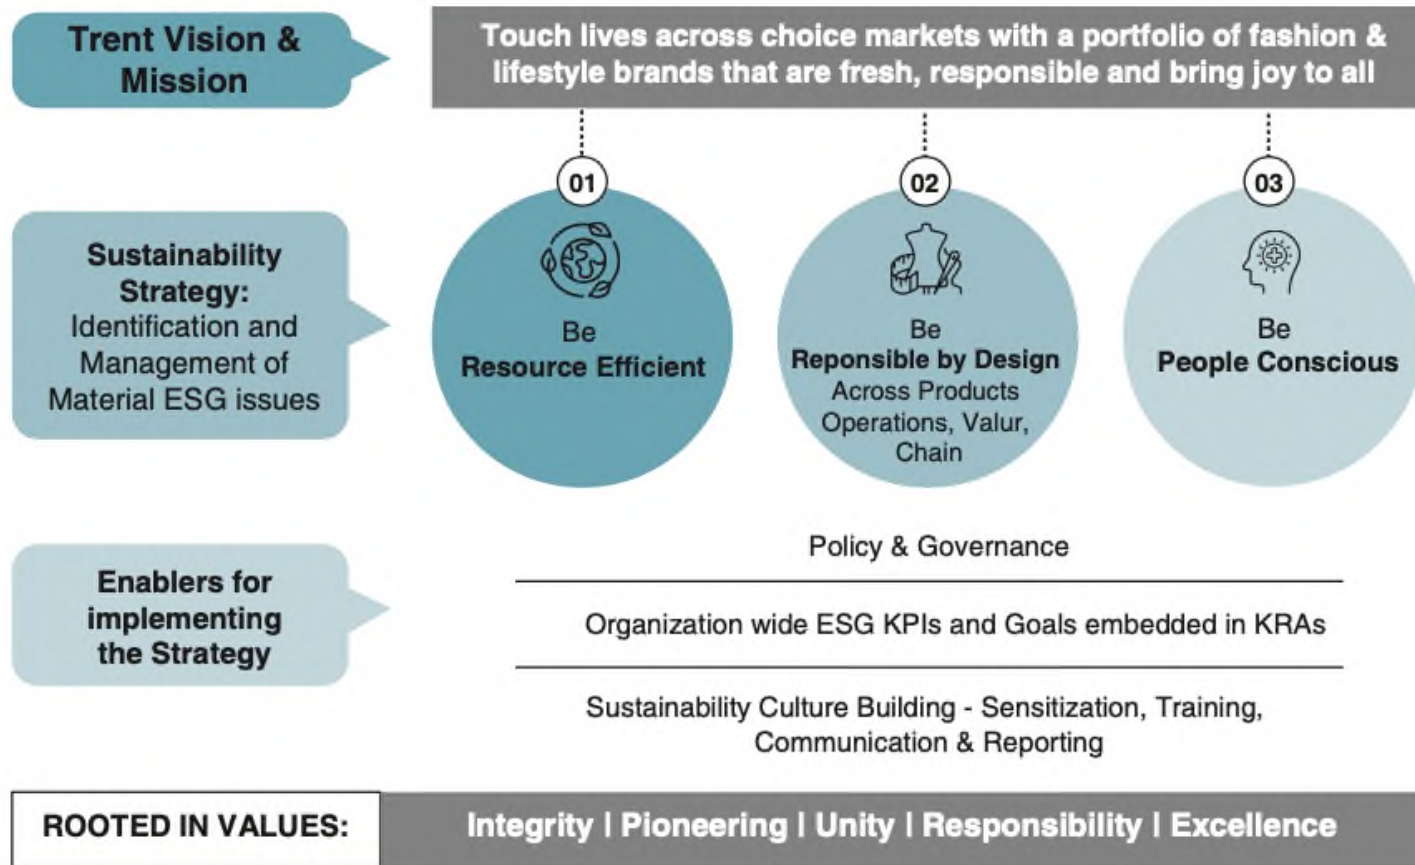 Trent Vision &
Mission
Touch lives across choice markets with a portfolio of fashion &
lifestyle brands that are fresh, responsible and bring joy to all
Sustainability
Strategy:
Identification and
Management of
Material ESG issues
01
Be
Resource Efficient
02
Be
Reponsible by Design
Across Products
Operations, Valur,
Chain
03
Be
People Conscious
Enablers for
implementing
the Strategy
Policy & Governance
Organization wide ESG KPIs and Goals embedded in KRAs
Sustainability Culture Building - Sensitization, Training,
Communication & Reporting
ROOTED IN VALUES:
Integrity | Pioneering | Unity | Responsibility | Excellence